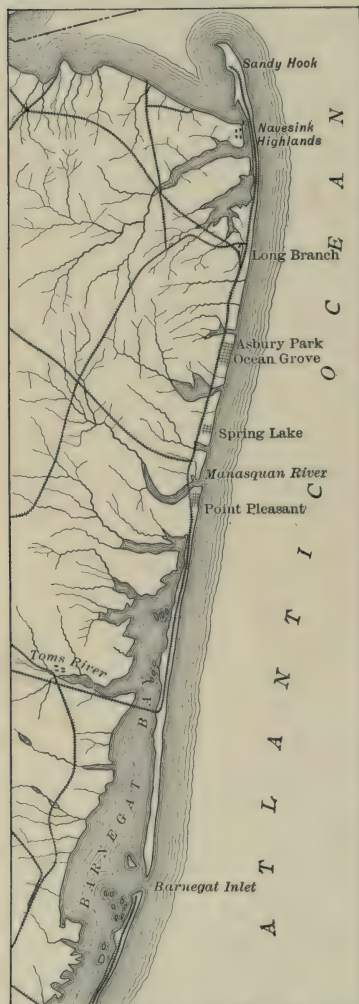 Sandy Hook
Navesink
Highlands
Long Branch
Asbury Park
Ocean Grove
Spring Lake
Manasquan River
Point Pleasant
Toms River
BARNEGAT BAY
Barnegat Inlet
ATLANTIC OCEAN